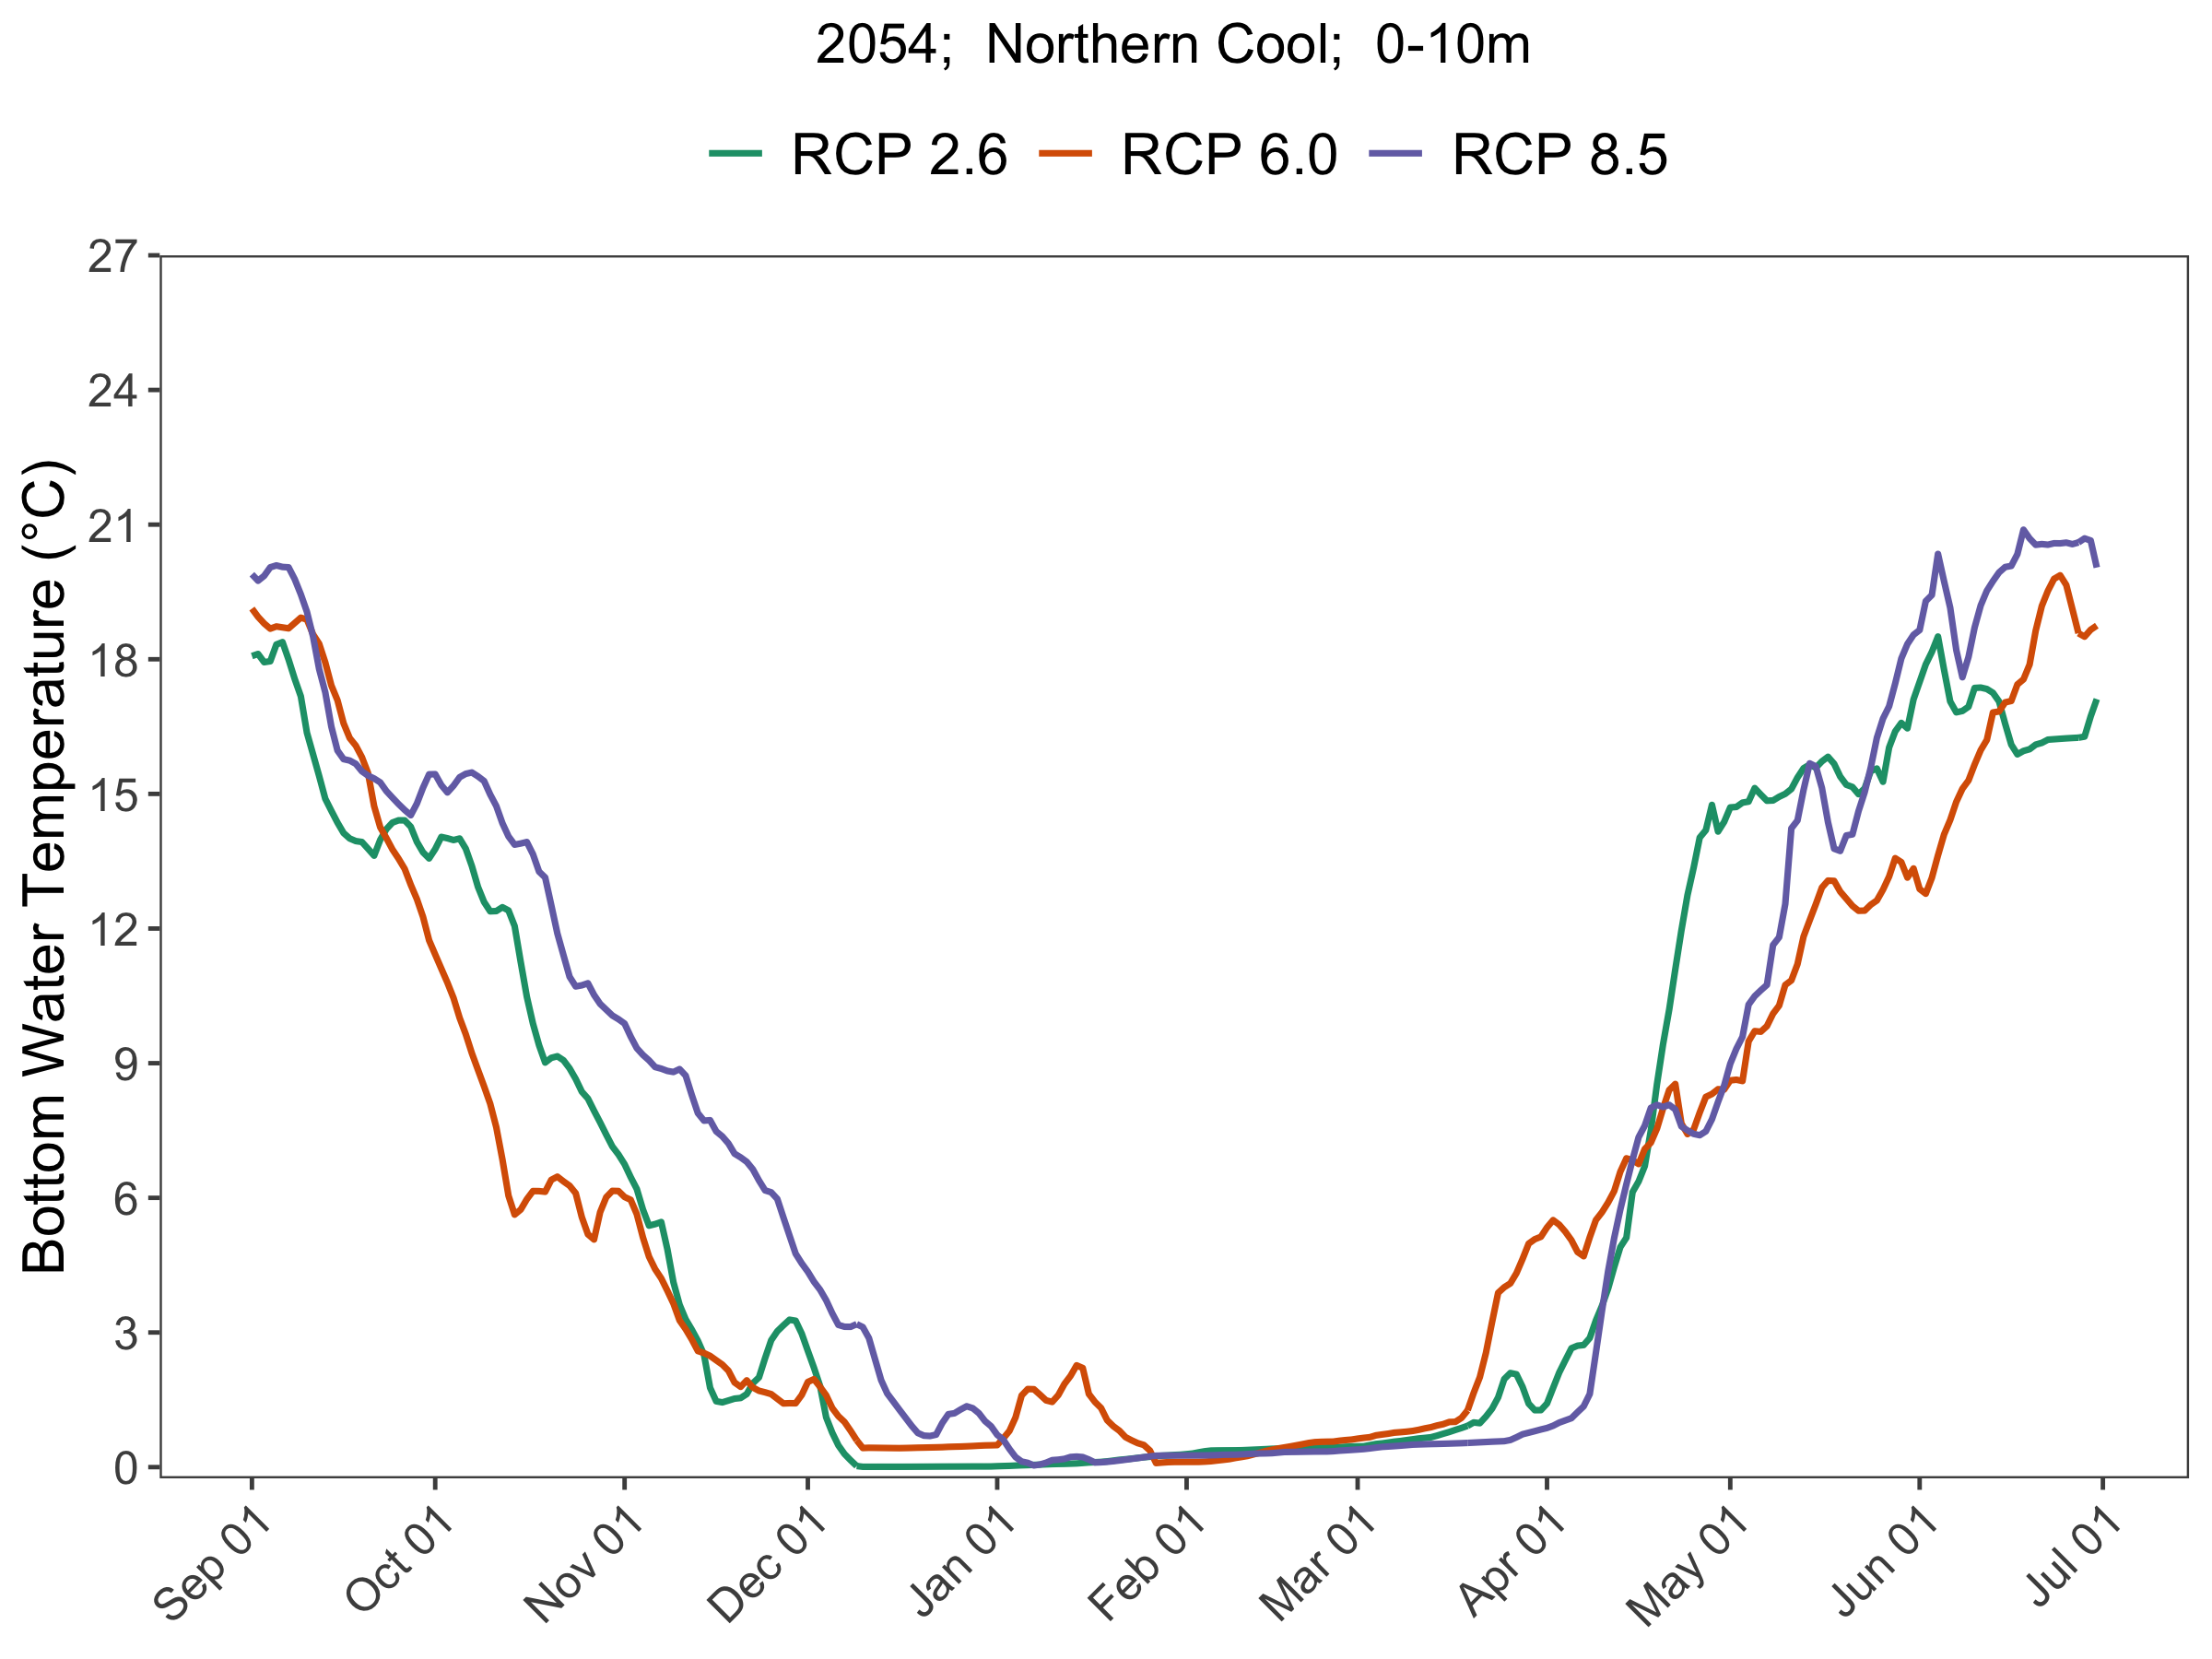 2054; Northern Cool; 0-10m
RCP 2.6 RCP 6.0 RCP 8.5
Bottom Water Temperature (°C)
27
24
21
18
15
12
9
6
3
0
Sep 01 Oct 01 Nov 01 Dec 01 Jan 01 Feb 01 Mar 01 Apr 01 May 01 Jun 01 Jul 01